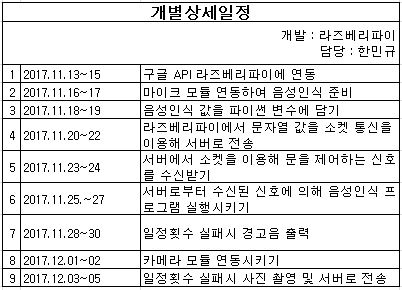 개별상세일정
개발 : 라즈베리파이
담당 : 한민규
1 2017.11.13~15 구글 API 라즈베리파이에 연동
2 2017.11.16~17 마이크 모듈 연동하여 음성인식 준비
3 2017.11.18~19 음성인식 값을 파이썬 변수에 담기
4 2017.11.20~22 라즈베리파이에서 문자열 값을 소켓 통신을
이용해 서버로 전송
5 2017.11.23~24 서버에서 소켓을 이용해 문을 제어하는 신호
를 수신받기
6 2017.11.25.~27 서버로부터 수신된 신호에 의해 음성인식 프
로그램 실행시키기
7 2017.11.28~30 일정횟수 실패시 경고음 출력
8 2017.12.01~02 카메라 모듈 연동시키기
9 2017.12.03~05 일정횟수 실패시 사진 촬영 및 서버로 전송